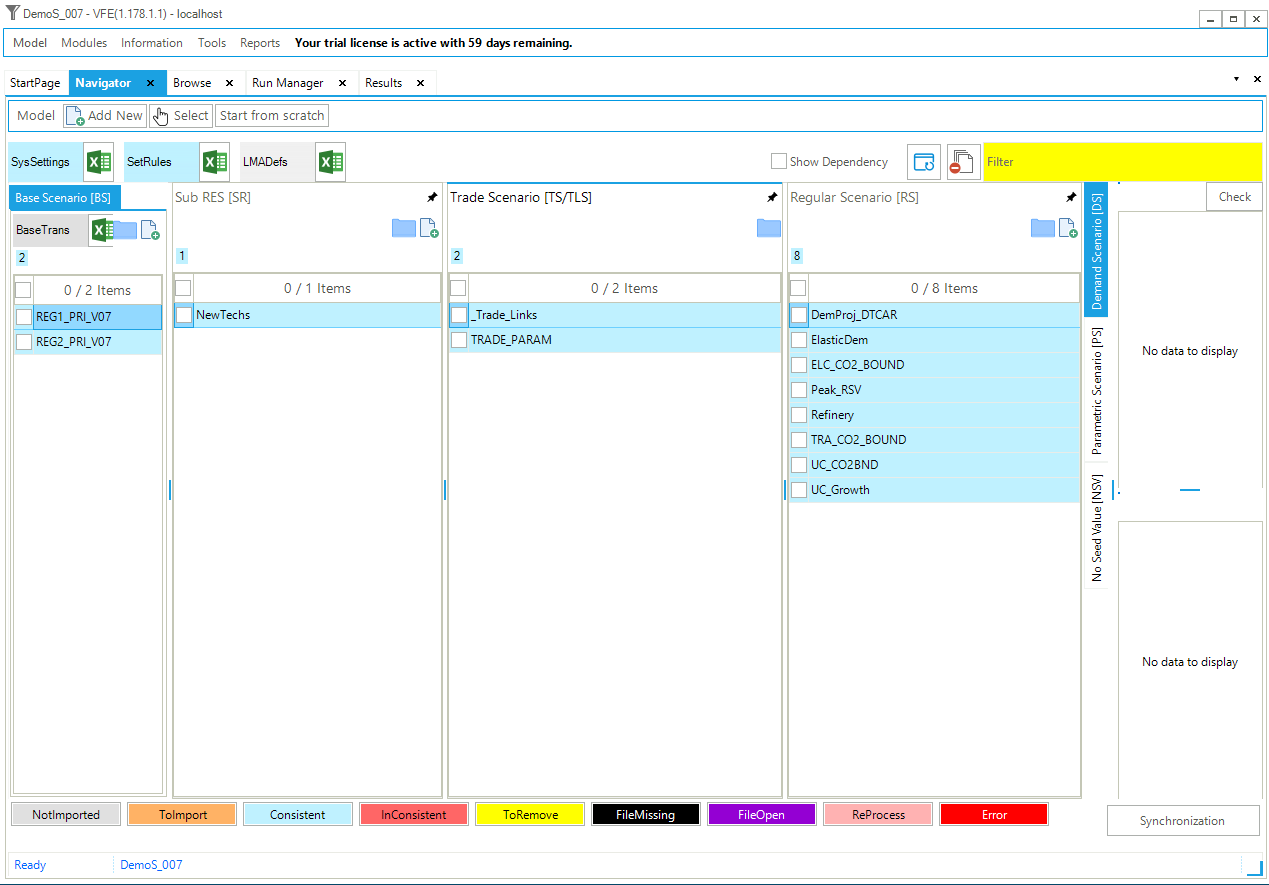 DemoS_007 - VFE(1.178.1.1) - localhost
Model Modules Information Tools Reports Your trial license is active with 59 days remaining.
StartPage Navigator Browse Run Manager Results
Model Add New Select Start from scratch
SysSettings SetRules LMADefs Show Dependency Filter
Base Scenario [BS] Sub RES [SR] Trade Scenario [TS/TLS] Regular Scenario [RS] Check
BaseTrans
2 1 2 8
0 / 2 Items 0 / 1 Items 0 / 2 Items 0 / 8 Items
REG1_PRI_V07 NewTechs _Trade_Links DemProj_DTCAR
REG2_PRI_V07 TRADE_PARAM ElasticDem
ELC_CO2_BOUND
Peak_RSV
Refinery
TRA_CO2_BOUND
UC_CO2BND
UC_Growth
Demand Scenario [DS]
Parametric Scenario [PS]
No Seed Value [NSV]
No data to display
No data to display
NotImported ToImport Consistent InConsistent ToRemove FileMissing FileOpen ReProcess Error Synchronization
Ready DemoS_007